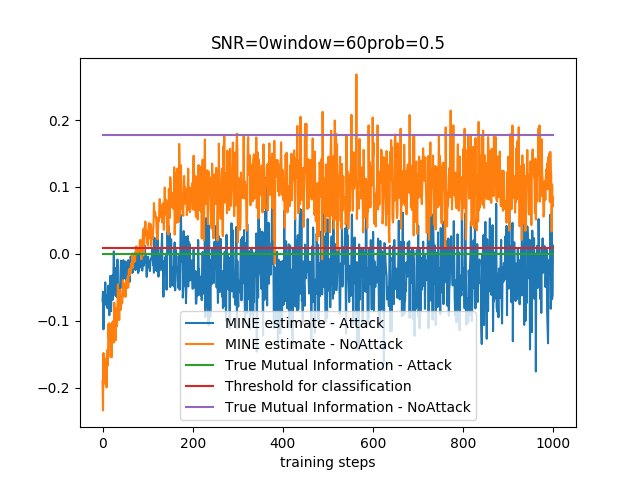 SNR=0window=60prob=0.5
0.2
0.1
0.0
−0.1
−0.2
MINE estimate - Attack
MINE estimate - NoAttack
True Mutual Information - Attack
Threshold for classification
True Mutual Information - NoAttack
0 200 400 600 800 1000
training steps